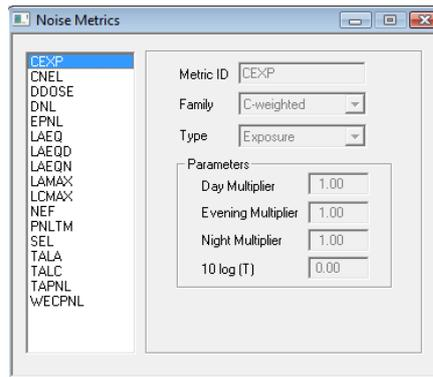 Noise Metrics
CEXP
CNEL
DDOSE
DNL
EPNL
LAEQ
LAEQD
LAEQN
LAMAX
LCMAX
NEF
PNLTM
SEL
TALA
TALC
TAPNL
WECPNL
Metric ID CEXP
Family C-weighted
Type Exposure
Parameters
Day Multiplier 1.00
Evening Multiplier 1.00
Night Multiplier 1.00
10 log (T) 0.00